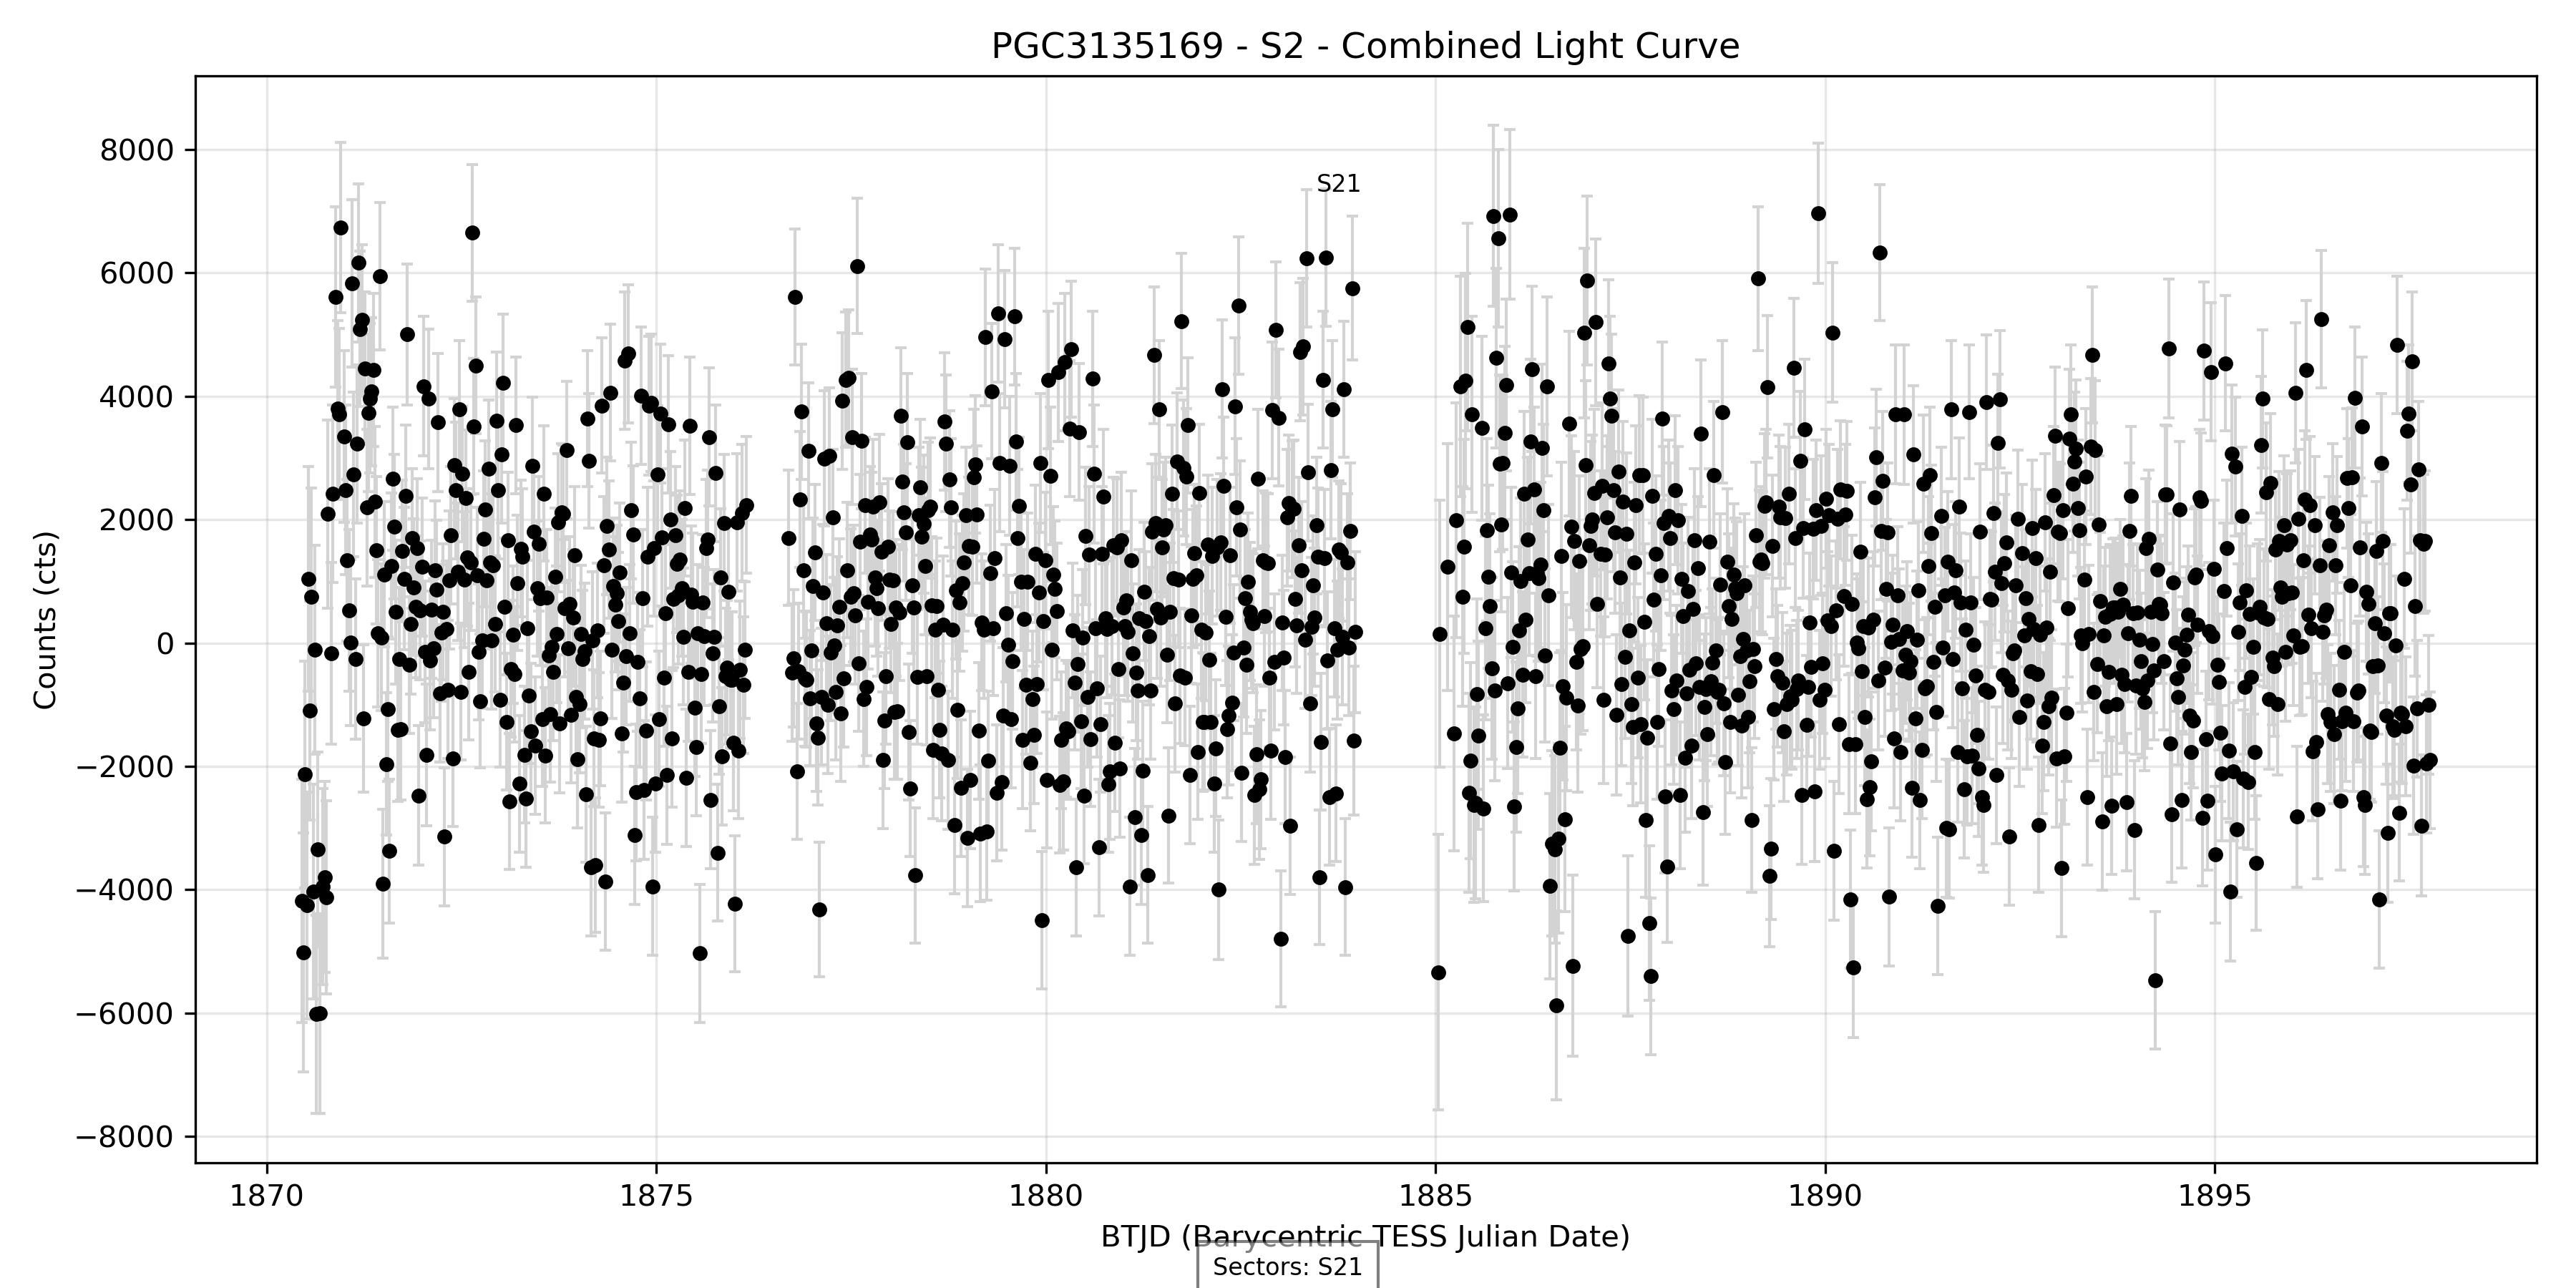 PGC3135169 - S2 - Combined Light Curve
S21
8000
6000
4000
2000
0
−2000
−4000
−6000
−8000
Counts (cts)
1870 1875 1880 1885 1890 1895
BTJD (Barycentric TESS Julian Date)
Sectors: S21